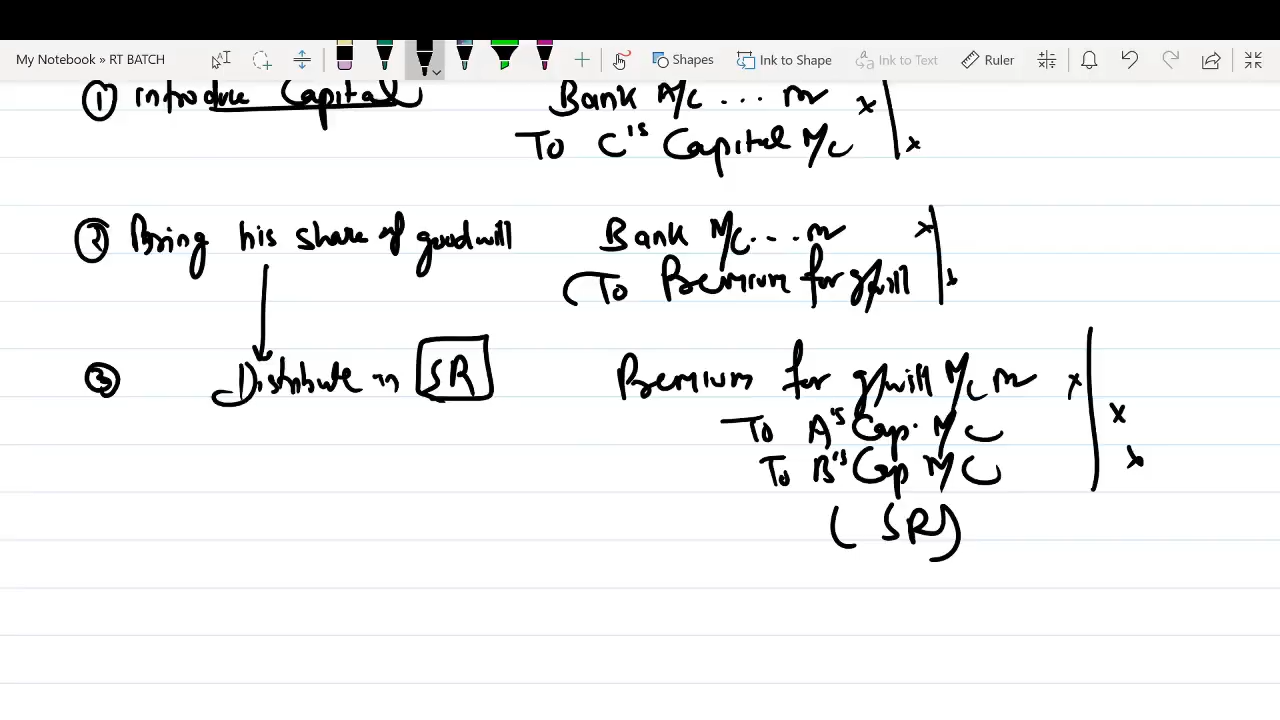 My Notebook » RT BATCH
Shapes
Ink to Shape
Ink to Text
Ruler
① Introduce Capital Bank A/c ... Dr x
To C's Capital A/c x
② Bring his share of goodwill Bank A/c ... Dr x
To Premium for g/will x
③ Distribute in SR Premium for g/will A/c Dr x
To A's Cap. A/c x
To B's Cap A/c x
(SR)